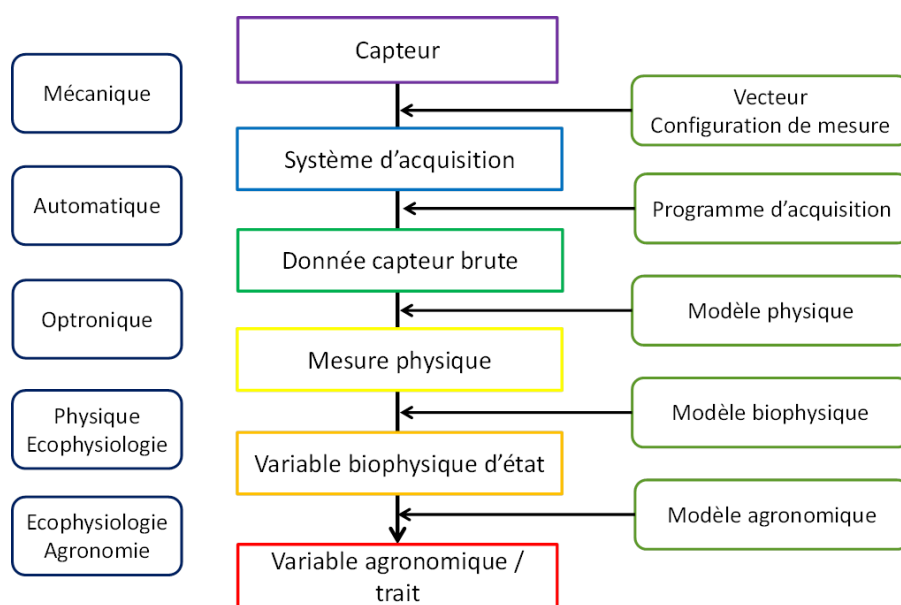 Capteur
Mécanique
Vecteur
Configuration de mesure
Système d'acquisition
Automatique
Programme d'acquisition
Donnée capteur brute
Optronique
Modèle physique
Mesure physique
Physique
Ecophysiologie
Modèle biophysique
Variable biophysique d'état
Ecophysiologie
Agronomie
Modèle agronomique
Variable agronomique /
trait